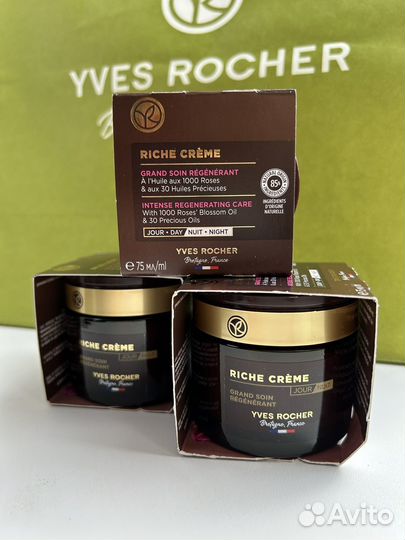 YVES ROCHER
RICHE CRÈME
GRAND SOIN RÉGÉNÉRANT
À l'Huile aux 1000 Roses
& aux 30 Huiles Précieuses
INTENSE REGENERATING CARE
With 1000 Roses' Blossom Oil
& 30 Precious Oils
JOUR • DAY / NUIT • NIGHT
YVES ROCHER
Bretagne, France
℮ 75 мл/ml
85%
INGRÉDIENTS
D'ORIGINE
NATURELLE
RICHE CRÈME
JOUR/NUIT
GRAND SOIN
RÉGÉNÉRANT
YVES ROCHER
Bretagne, France
RICHE CRÈME
JOUR/NUIT
GRAND SOIN
RÉGÉNÉRANT
YVES ROCHER
Bretagne, France
Avito